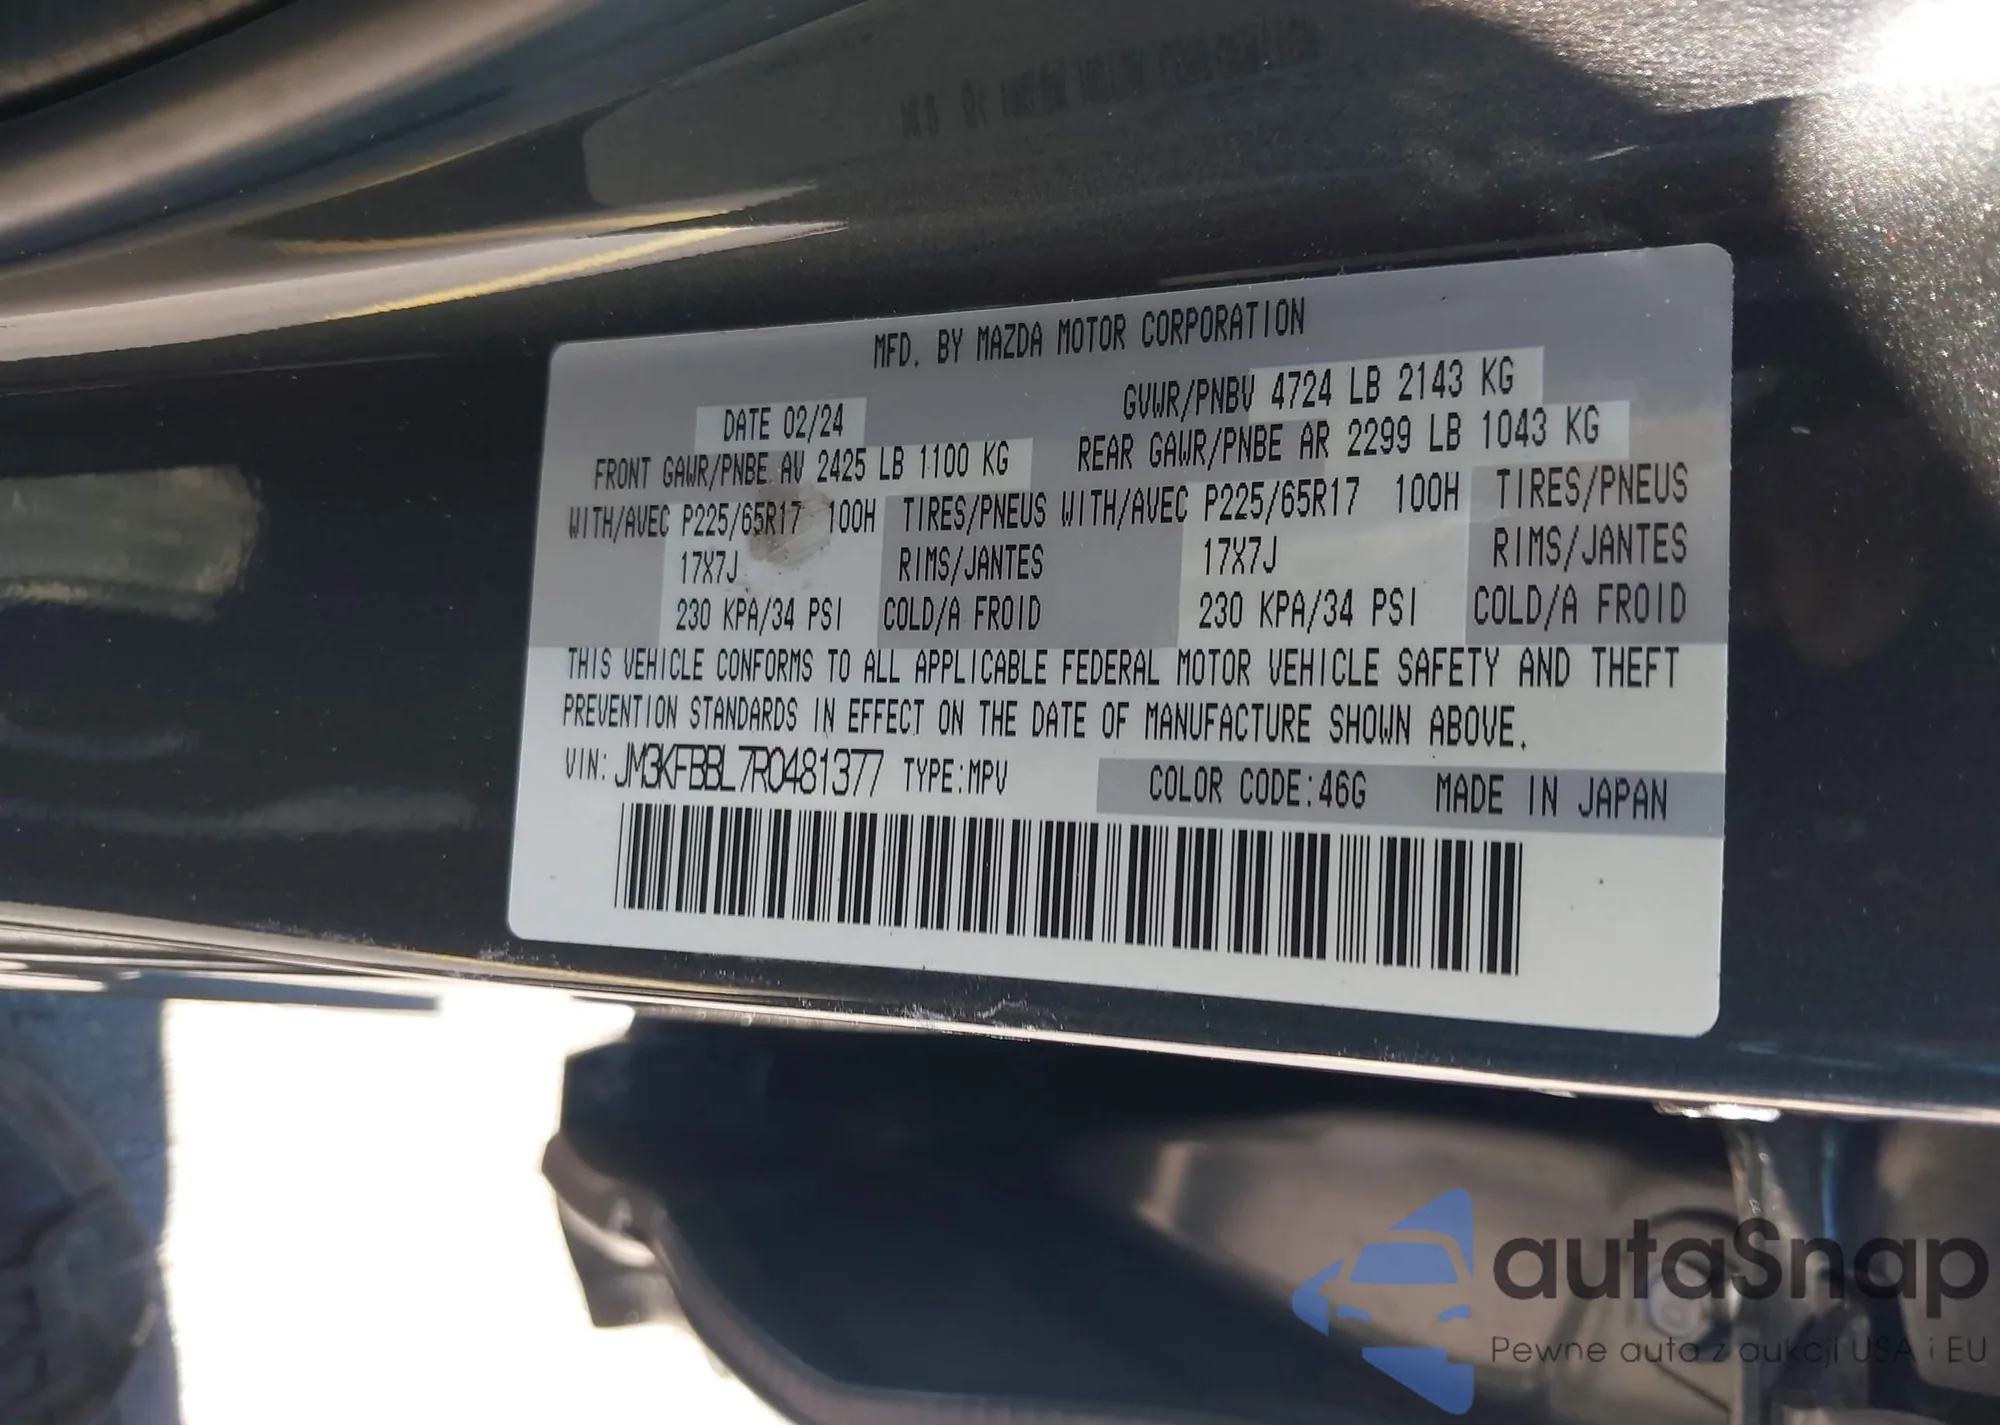 MFD. BY MAZDA MOTOR CORPORATION
DATE 02/24 GVWR/PNBV 4724 LB 2143 KG
FRONT GAWR/PNBE AV 2425 LB 1100 KG REAR GAWR/PNBE AR 2299 LB 1043 KG
WITH/AVEC P225/65R17 100H TIRES/PNEUS WITH/AVEC P225/65R17 100H TIRES/PNEUS
17X7J RIMS/JANTES 17X7J RIMS/JANTES
230 KPA/34 PSI COLD/A FROID 230 KPA/34 PSI COLD/A FROID
THIS VEHICLE CONFORMS TO ALL APPLICABLE FEDERAL MOTOR VEHICLE SAFETY AND THEFT
PREVENTION STANDARDS IN EFFECT ON THE DATE OF MANUFACTURE SHOWN ABOVE.
VIN: JM3KFBBL7R0481377 TYPE:MPV COLOR CODE:46G MADE IN JAPAN
autaSnap
Pewne auta z aukcji USA i EU